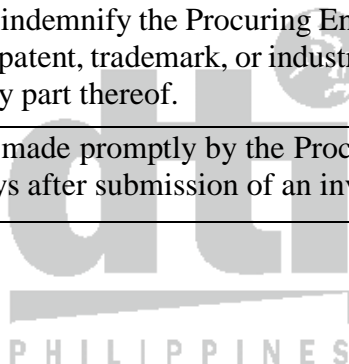 indemnify the Procuring En
patent, trademark, or industr
y part thereof.
made promptly by the Proc
ys after submission of an inv
dti
PHILIPPINES